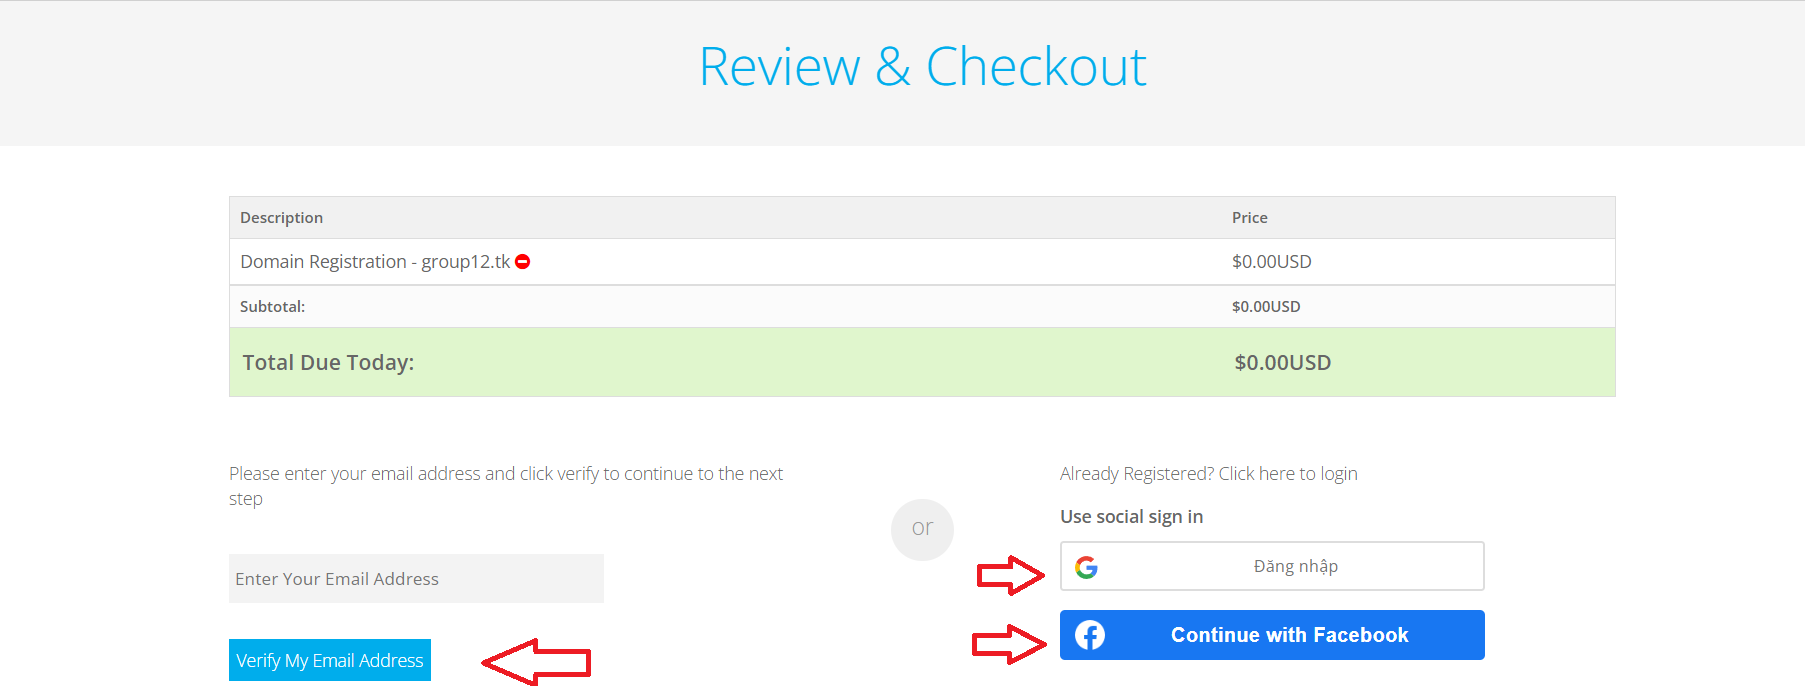 Review & Checkout
Description Price
Domain Registration - group12.tk $0.00USD
Subtotal: $0.00USD
Total Due Today: $0.00USD
Please enter your email address and click verify to continue to the next
step
Enter Your Email Address
Verify My Email Address
or
Already Registered? Click here to login
Use social sign in
Đăng nhập
Continue with Facebook